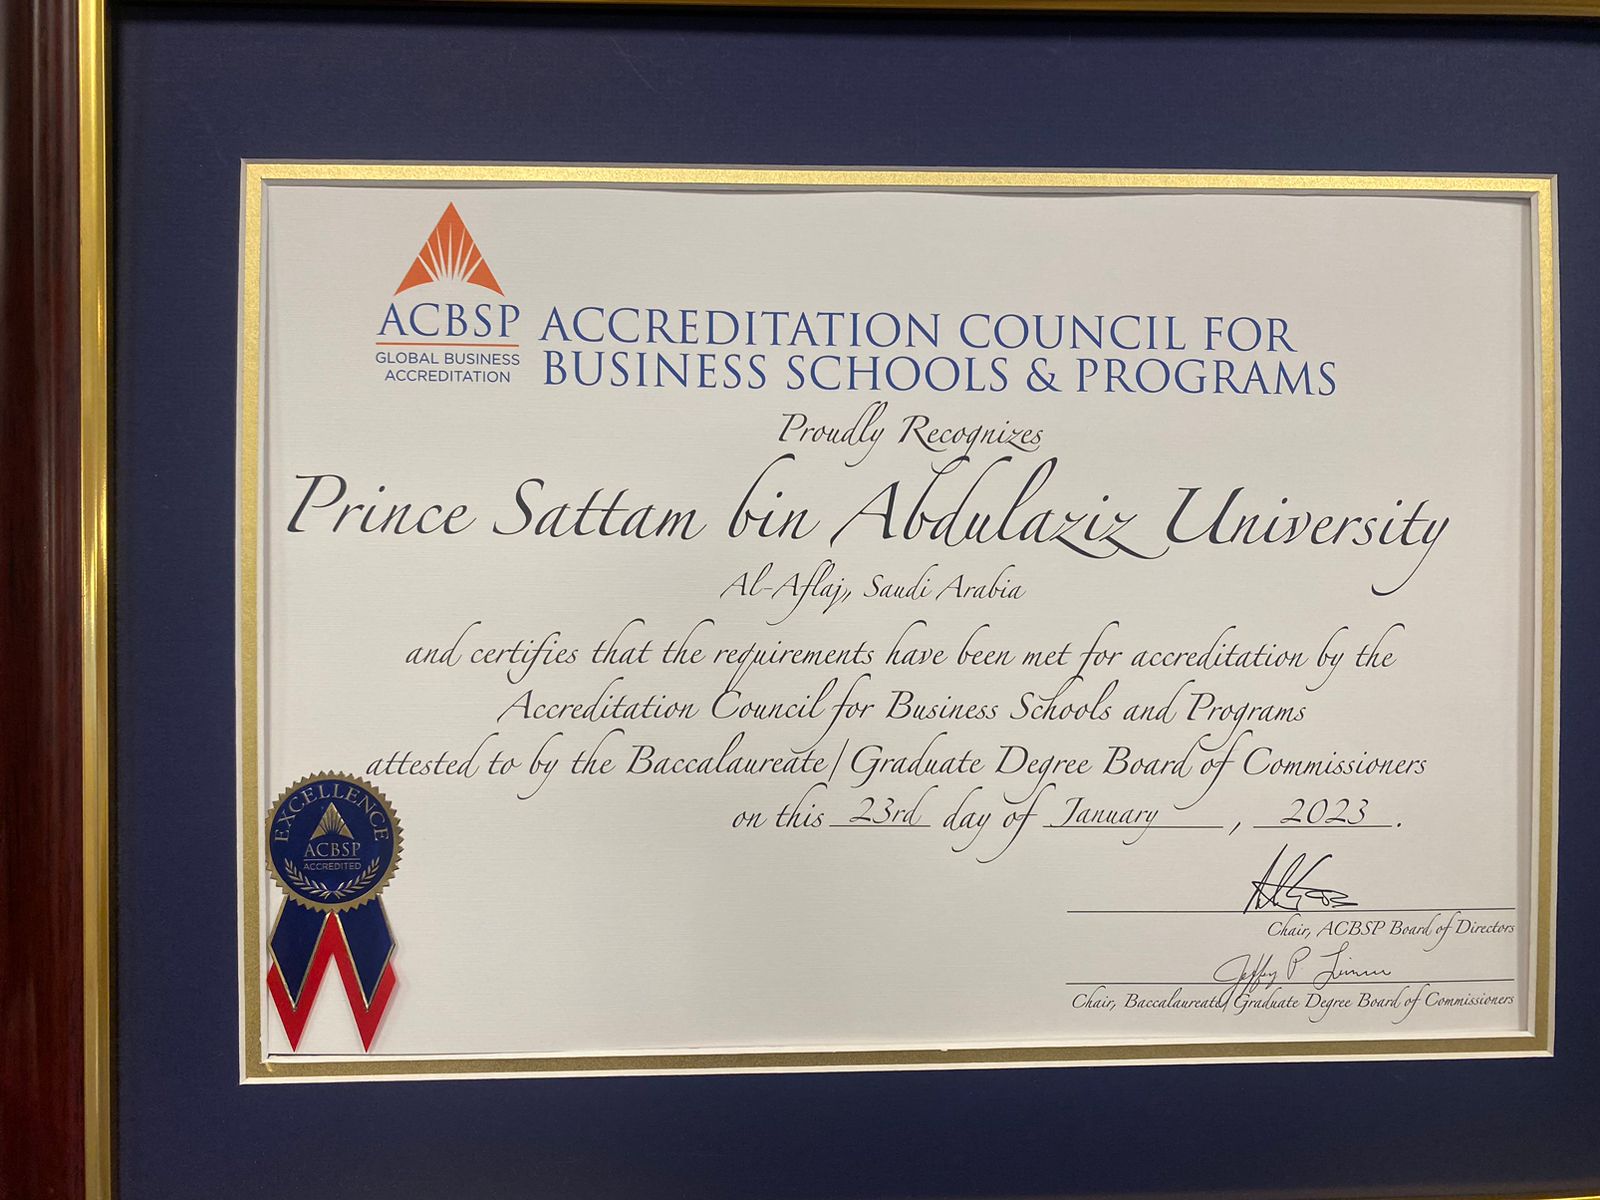 ACBSP
GLOBAL BUSINESS
ACCREDITATION
ACCREDITATION COUNCIL FOR
BUSINESS SCHOOLS & PROGRAMS
Proudly Recognizes
Prince Sattam bin Abdulaziz University
Al-Aflaj,, Saudi Arabia
and certifies that the requirements have been met for accreditation by the
Accreditation Council for Business Schools and Programs
attested to by the Baccalaureate/Graduate Degree Board of Commissioners
on this 23rd day of January, 2023.
EXCELLENCE
ACBSP
ACCREDITED
Chair, ACBSP Board of Directors
Jeffrey P.
Chair, Baccalaureate/Graduate Degree Board of Commissioners